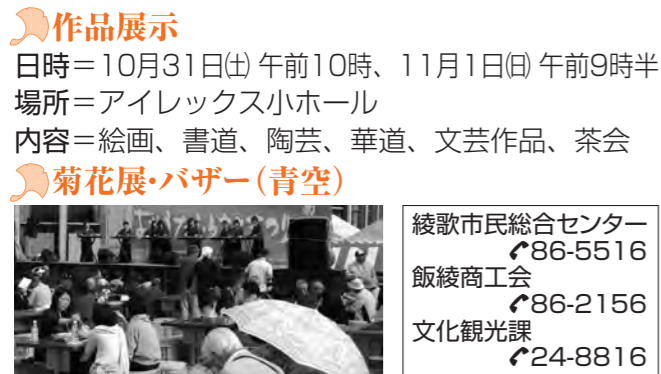 作品展示
日時＝10月31日㈯ 午前10時、11月1日㈰ 午前9時半
場所＝アイレックス小ホール
内容＝絵画、書道、陶芸、華道、文芸作品、茶会
菊花展・バザー（青空）
綾歌市民総合センター
86-5516
飯綾商工会
86-2156
文化観光課
24-8816